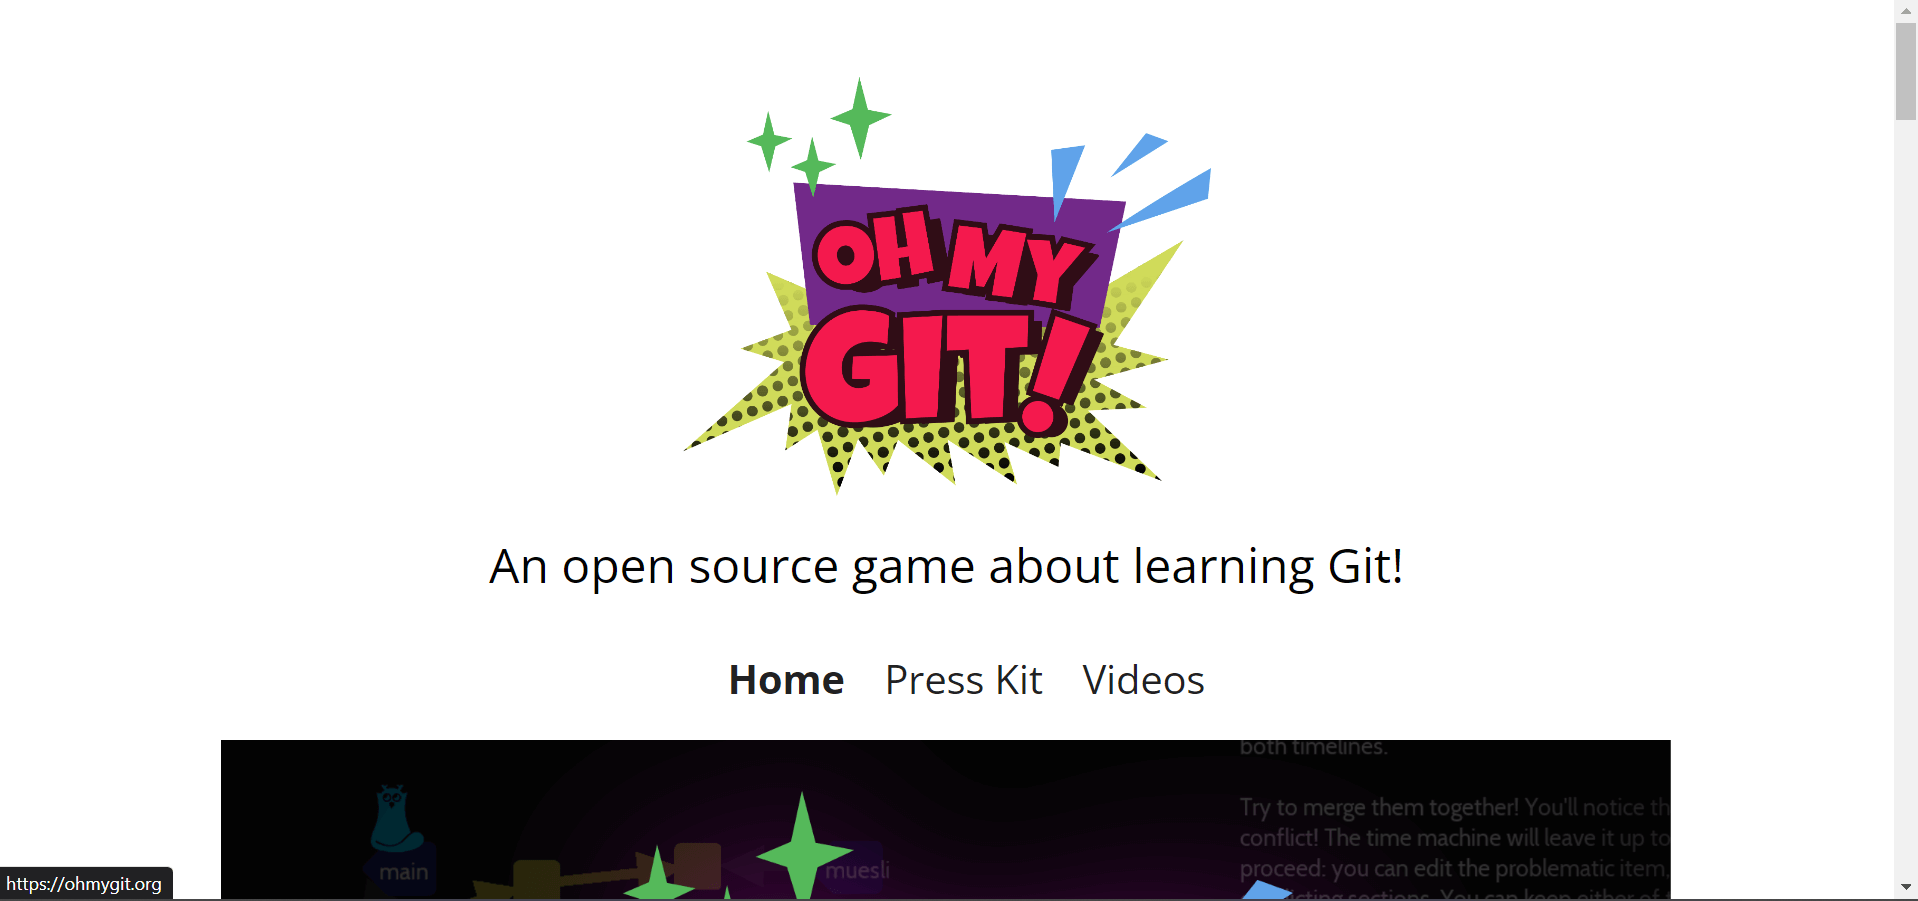 OH MY
GIT!
An open source game about learning Git!
Home Press Kit Videos
both timelines.
Try to merge them together! You'll notice th
conflict! The time machine will leave it up to
proceed: you can edit the problematic item,
main
muesli
https://ohmygit.org